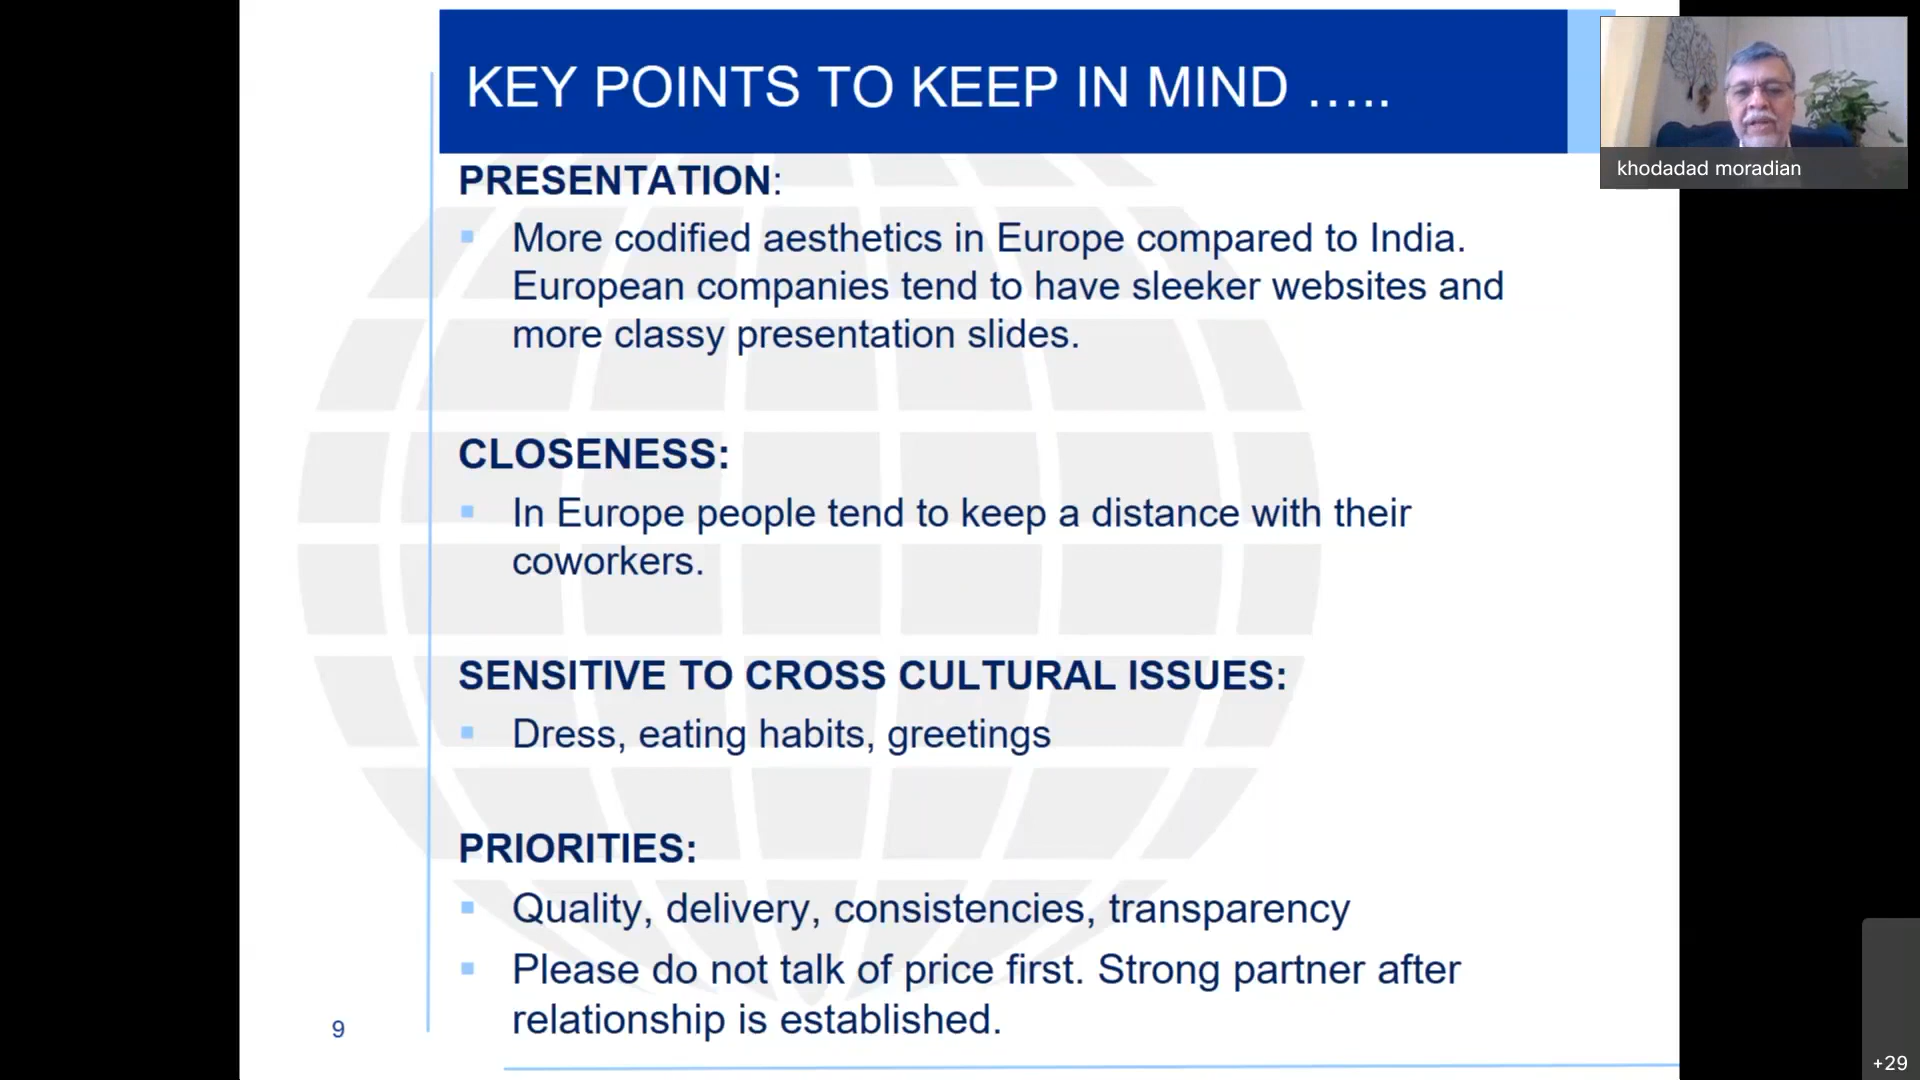 KEY POINTS TO KEEP IN MIND …..
khodadad moradian
PRESENTATION:
More codified aesthetics in Europe compared to India.
European companies tend to have sleeker websites and
more classy presentation slides.
CLOSENESS:
In Europe people tend to keep a distance with their
coworkers.
SENSITIVE TO CROSS CULTURAL ISSUES:
Dress, eating habits, greetings
PRIORITIES:
Quality, delivery, consistencies, transparency
Please do not talk of price first. Strong partner after
relationship is established.
9
+29